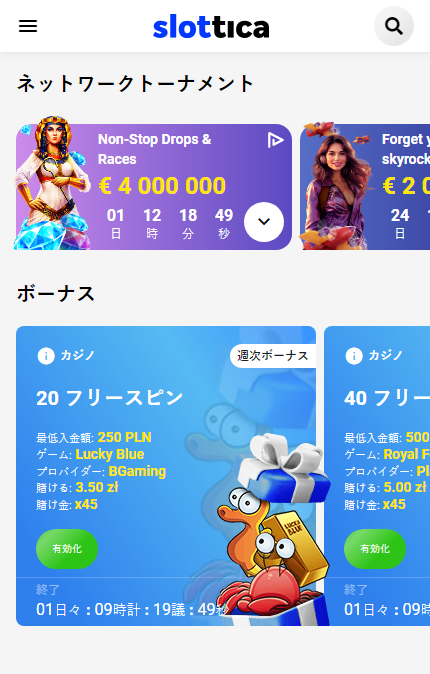 slottica
ネットワークトーナメント
Non-Stop Drops &
Races
€ 4 000 000
01 12 18 49
日 時 分 秒
Forget y
skyrock
€ 2 0
24
日
ボーナス
カジノ
週次ボーナス
20 フリースピン
最低入金額: 250 PLN
ゲーム: Lucky Blue
プロバイダー: BGaming
賭ける: 3.50 zł
賭け金: x45
有効化
LUCKY
BLUE
終了
01日々 : 09時計 : 19議 : 49秒
カジノ
40 フリー
最低入金額: 500
ゲーム: Royal F
プロバイダー: Pl
賭ける: 5.00 zł
賭け金: x45
有効化
終了
01日々 : 09時